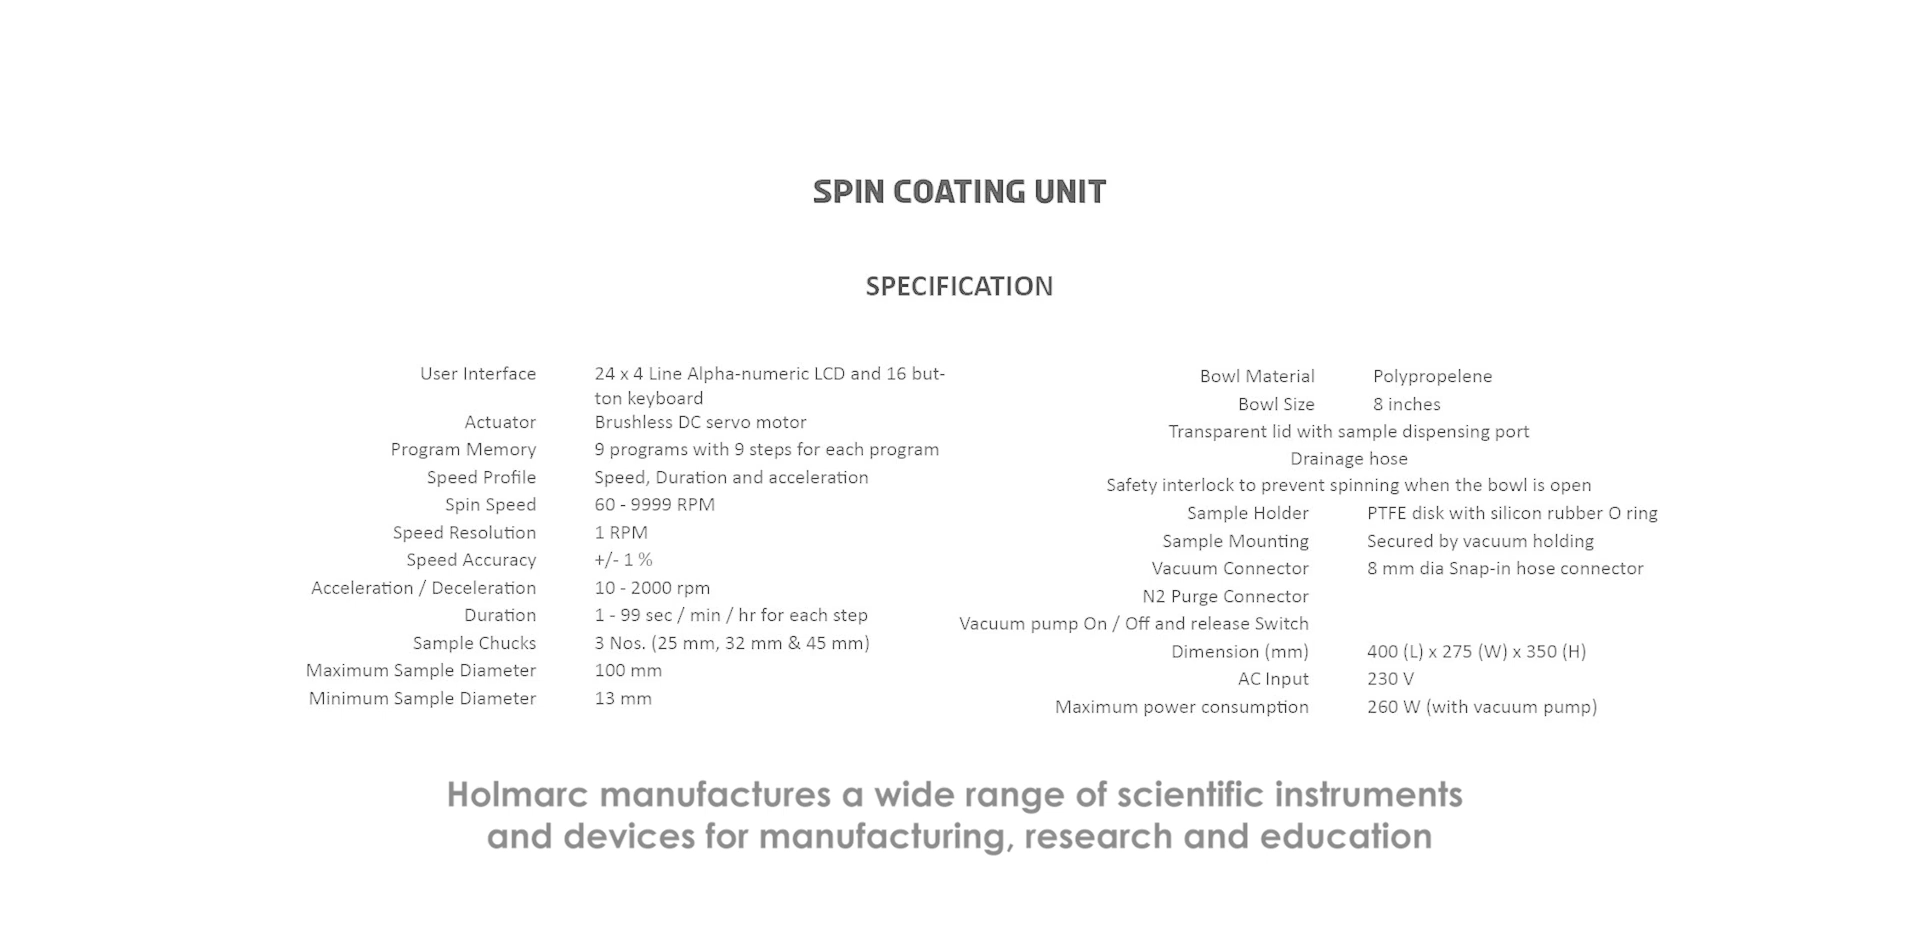 SPIN COATING UNIT
SPECIFICATION
User Interface 24 x 4 Line Alpha-numeric LCD and 16 but-
ton keyboard
Actuator Brushless DC servo motor
Program Memory 9 programs with 9 steps for each program
Speed Profile Speed, Duration and acceleration
Spin Speed 60 - 9999 RPM
Speed Resolution 1 RPM
Speed Accuracy +/- 1 %
Acceleration / Deceleration 10 - 2000 rpm
Duration 1 - 99 sec / min / hr for each step
Sample Chucks 3 Nos. (25 mm, 32 mm & 45 mm)
Maximum Sample Diameter 100 mm
Minimum Sample Diameter 13 mm
Bowl Material Polypropelene
Bowl Size 8 inches
Transparent lid with sample dispensing port
Drainage hose
Safety interlock to prevent spinning when the bowl is open
Sample Holder PTFE disk with silicon rubber O ring
Sample Mounting Secured by vacuum holding
Vacuum Connector 8 mm dia Snap-in hose connector
N2 Purge Connector
Vacuum pump On / Off and release Switch
Dimension (mm) 400 (L) x 275 (W) x 350 (H)
AC Input 230 V
Maximum power consumption 260 W (with vacuum pump)
Holmarc manufactures a wide range of scientific instruments
and devices for manufacturing, research and education